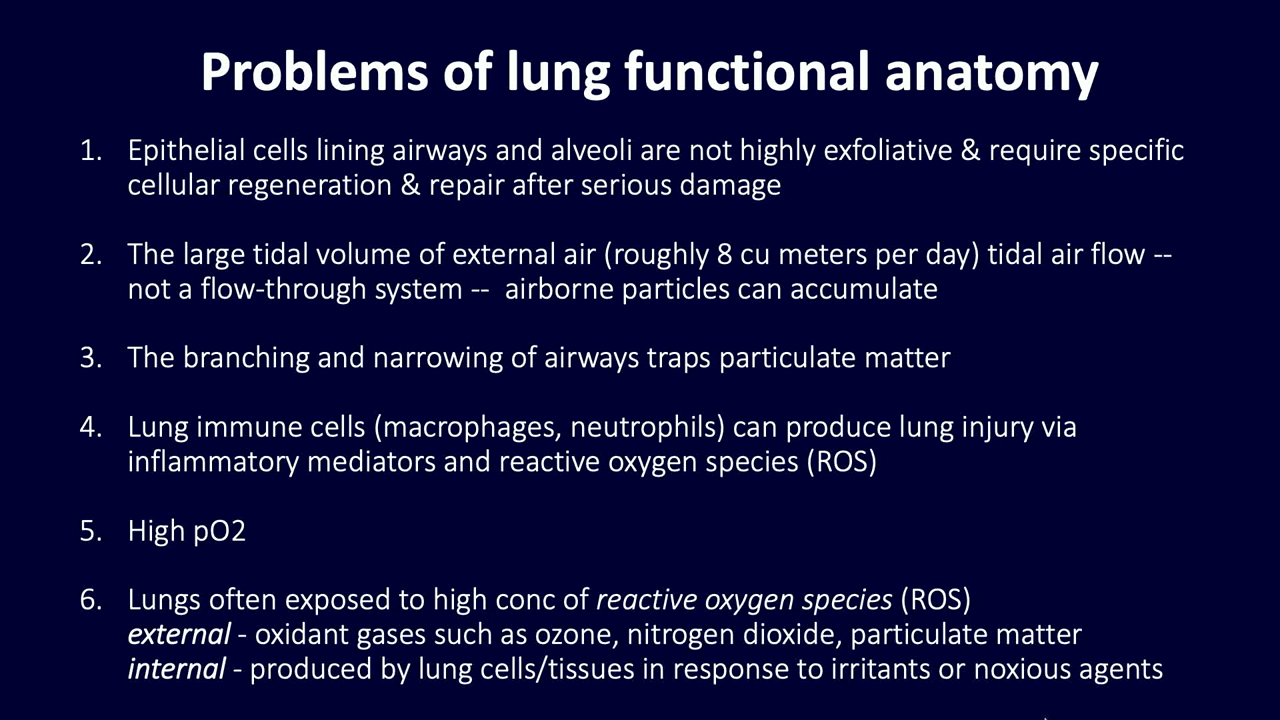 Problems of lung functional anatomy
1. Epithelial cells lining airways and alveoli are not highly exfoliative & require specific
cellular regeneration & repair after serious damage
2. The large tidal volume of external air (roughly 8 cu meters per day) tidal air flow --
not a flow-through system -- airborne particles can accumulate
3. The branching and narrowing of airways traps particulate matter
4. Lung immune cells (macrophages, neutrophils) can produce lung injury via
inflammatory mediators and reactive oxygen species (ROS)
5. High pO2
6. Lungs often exposed to high conc of reactive oxygen species (ROS)
external - oxidant gases such as ozone, nitrogen dioxide, particulate matter
internal - produced by lung cells/tissues in response to irritants or noxious agents